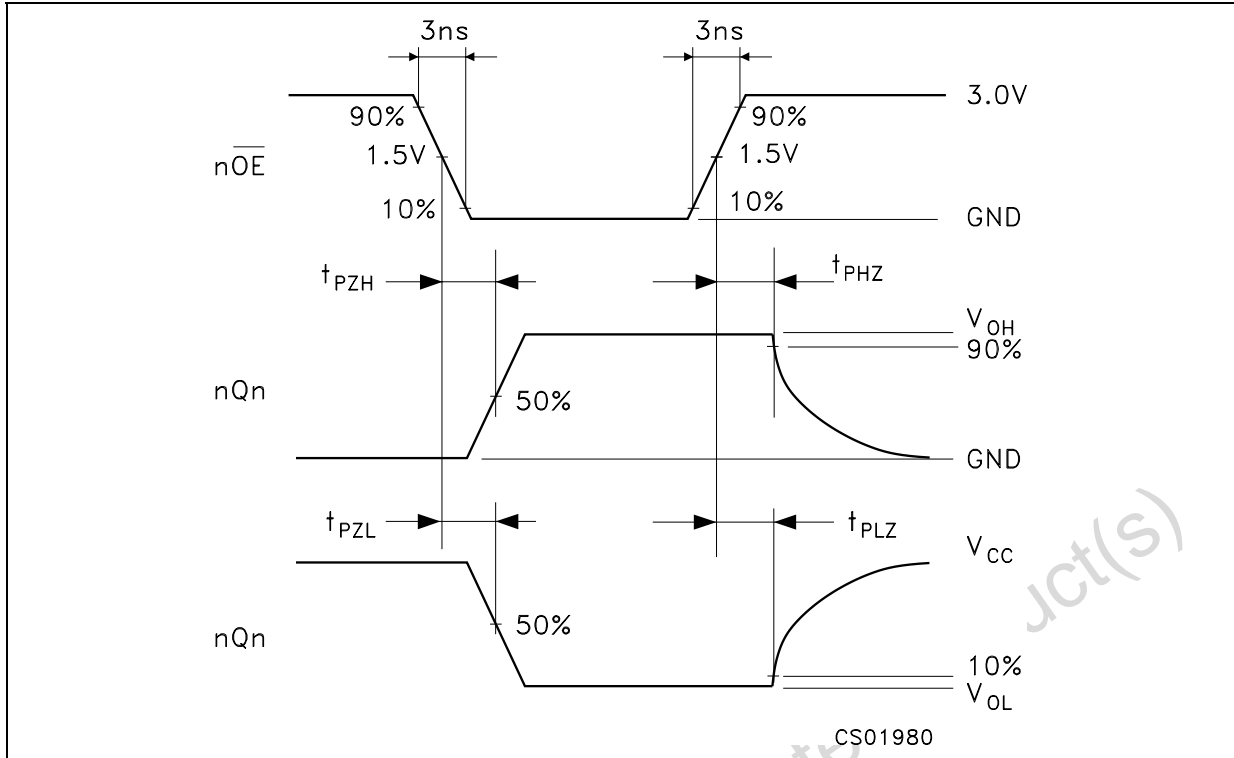 3ns 3ns
3.0V
90% 90%
nOE 1.5V 1.5V
10% 10%
GND
tPZH tPHZ
VOH
90%
nQn 50%
GND
tPZL tPLZ
VCC
uct(s)
nQn 50%
10%
VOL
CS01980